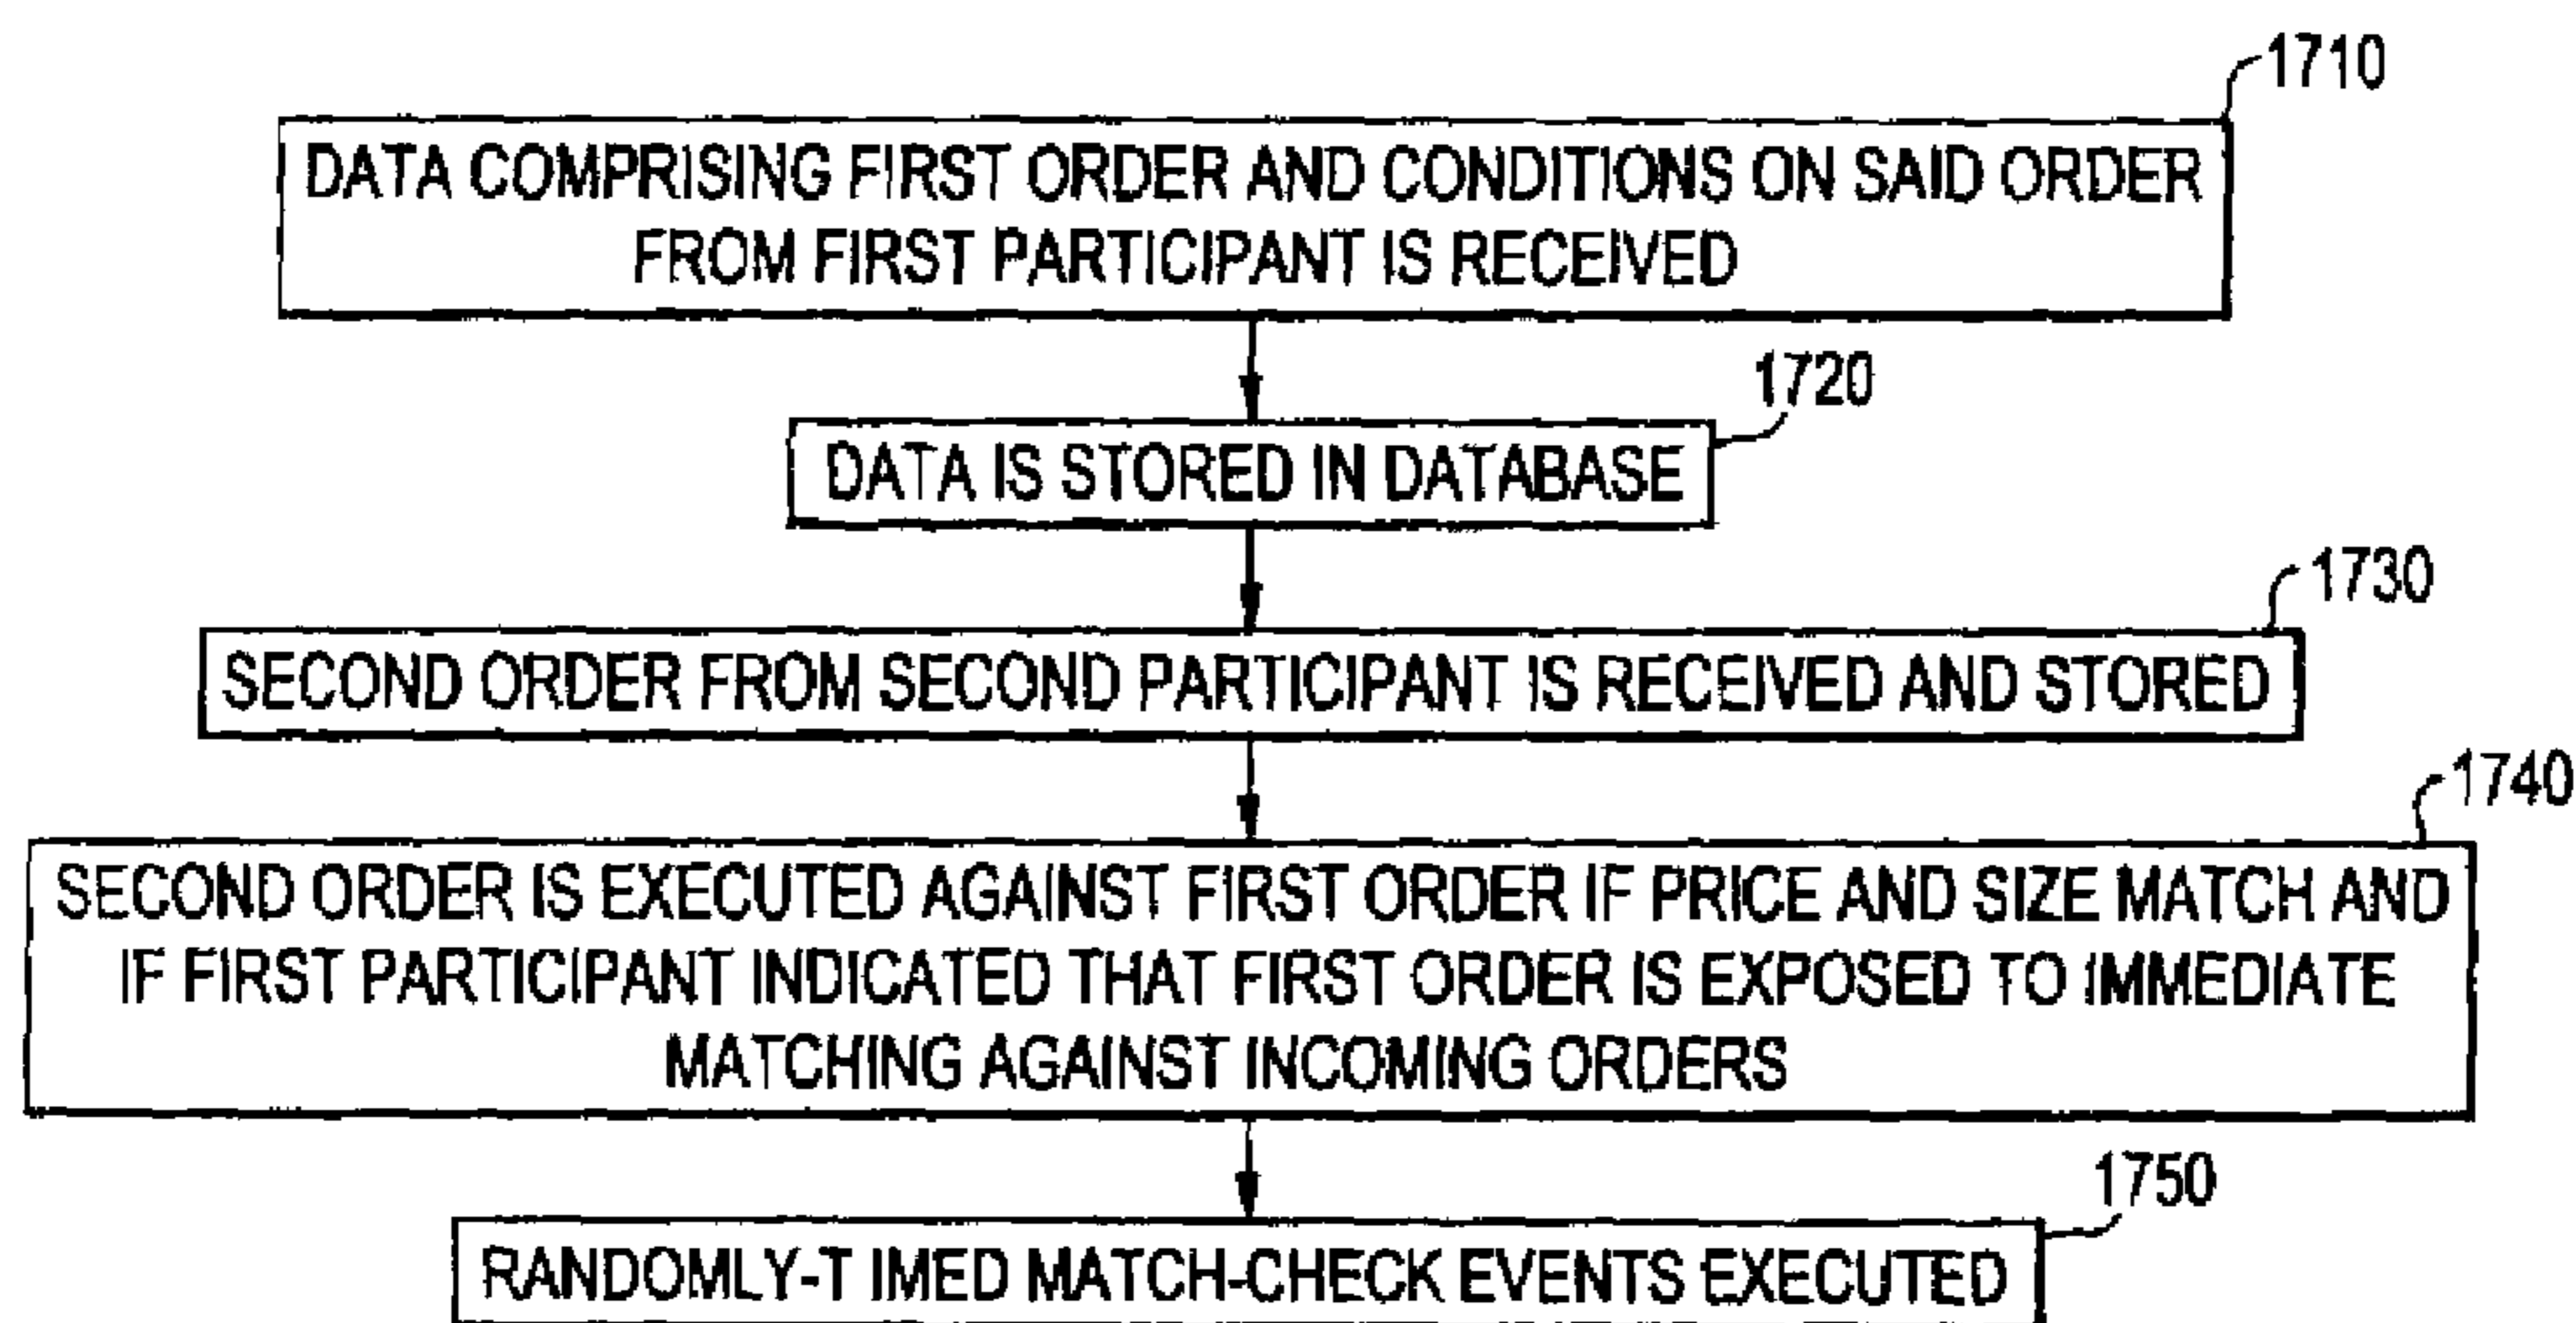 1710
DATA COMPRISING FIRST ORDER AND CONDITIONS ON SAID ORDER
FROM FIRST PARTICIPANT IS RECEIVED
1720
DATA IS STORED IN DATABASE
1730
SECOND ORDER FROM SECOND PARTICIPANT IS RECEIVED AND STORED
1740
SECOND ORDER IS EXECUTED AGAINST FIRST ORDER IF PRICE AND SIZE MATCH AND
IF FIRST PARTICIPANT INDICATED THAT FIRST ORDER IS EXPOSED TO IMMEDIATE
MATCHING AGAINST INCOMING ORDERS
1750
RANDOMLY-T IMED MATCH-CHECK EVENTS EXECUTED